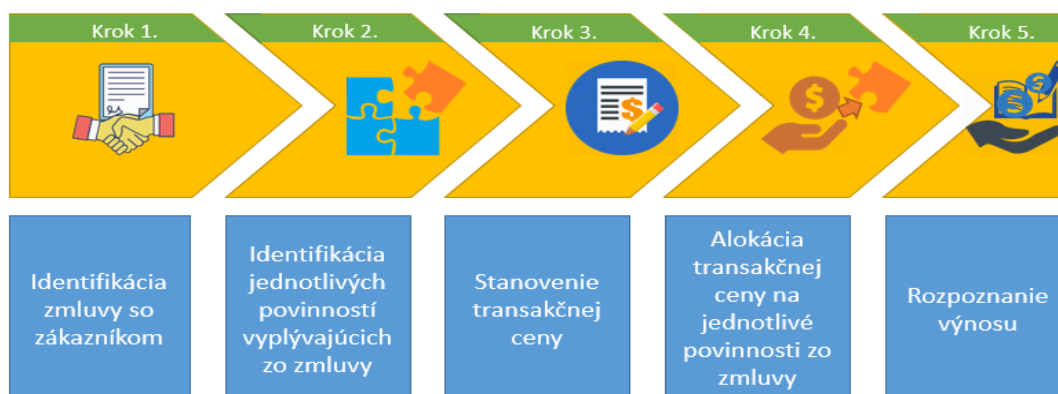 Krok 1.
Krok 2.
Krok 3.
Krok 4.
Krok 5.
Identifikácia
zmluvy so
zákazníkom
Identifikácia
jednotlivých
povinností
vyplývajúcich
zo zmluvy
Stanovenie
transakčnej
ceny
Alokácia
transakčnej
ceny na
jednotlivé
povinnosti zo
zmluvy
Rozpoznanie
výnosu